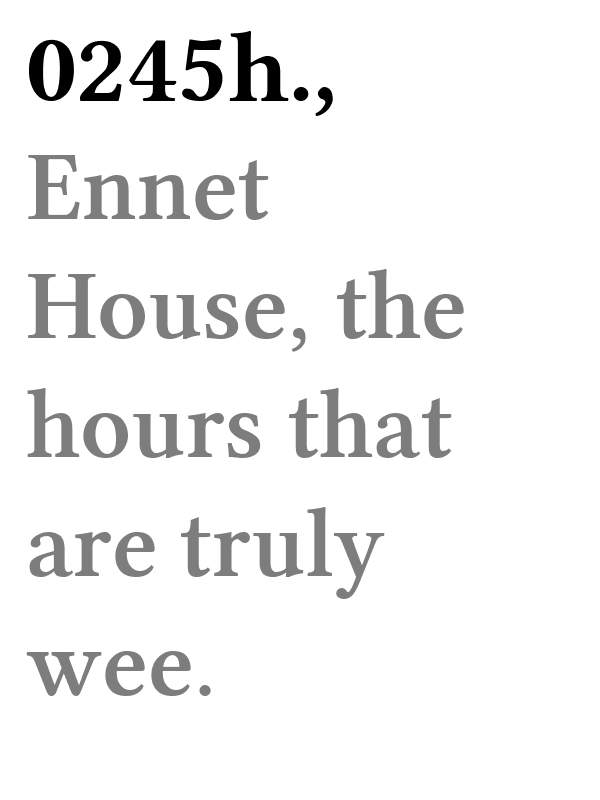 0245h.,
Ennet
House, the
hours that
are truly
wee.